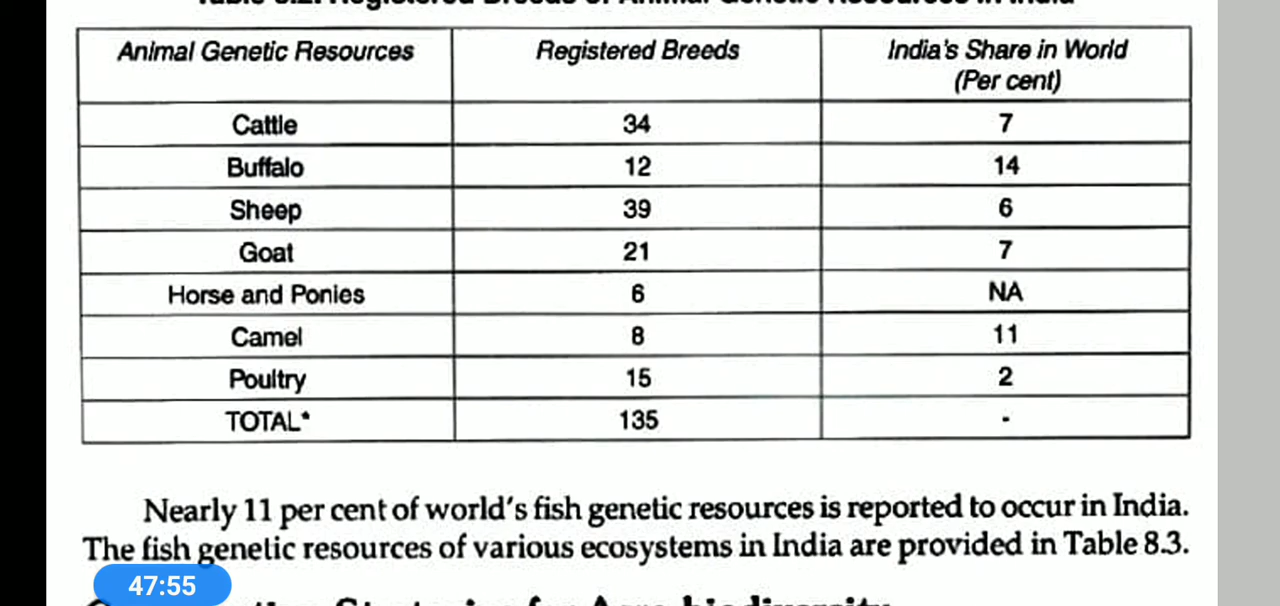 Animal Genetic Resources Registered Breeds India's Share in World
(Per cent)
Cattle 34 7
Buffalo 12 14
Sheep 39 6
Goat 21 7
Horse and Ponies 6 NA
Camel 8 11
Poultry 15 2
TOTAL* 135 -
Nearly 11 per cent of world's fish genetic resources is reported to occur in India.
The fish genetic resources of various ecosystems in India are provided in Table 8.3.
47:55